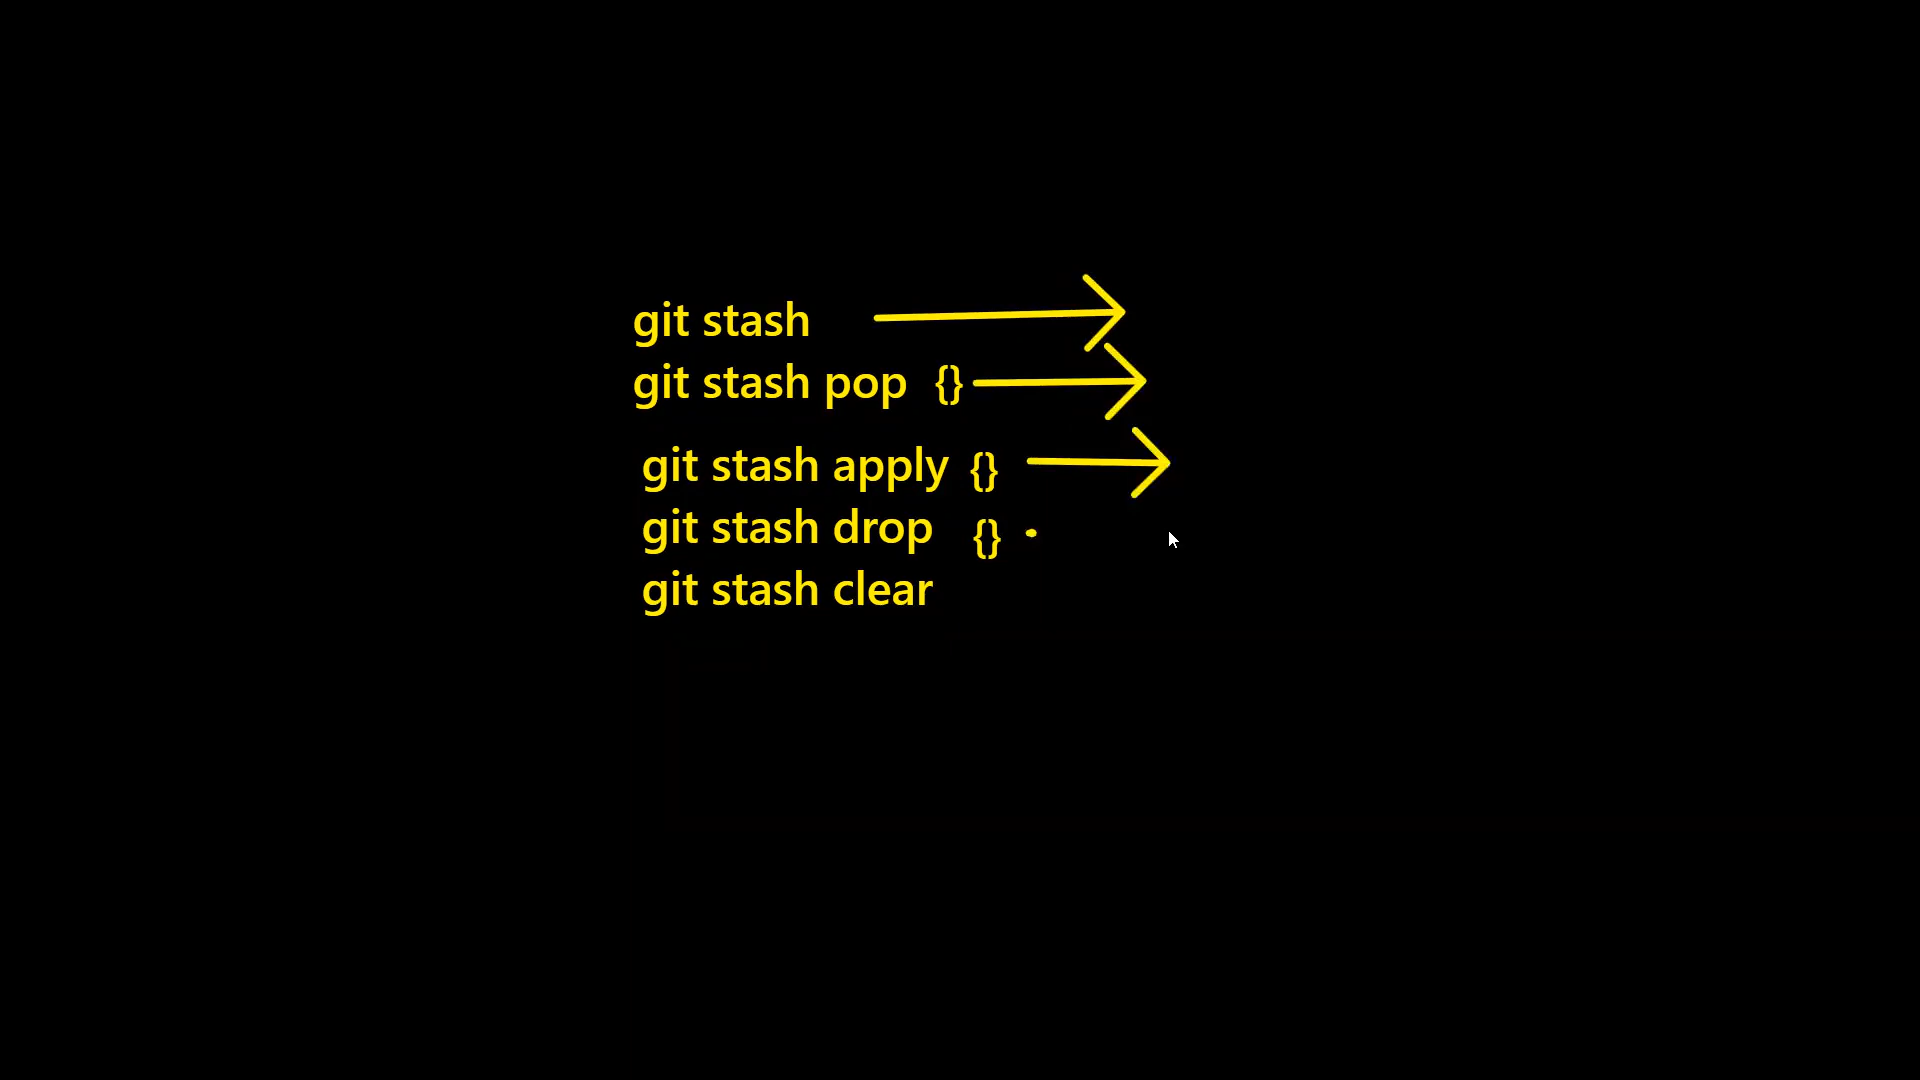 git stash
git stash pop {}
git stash apply {}
git stash drop {}
git stash clear